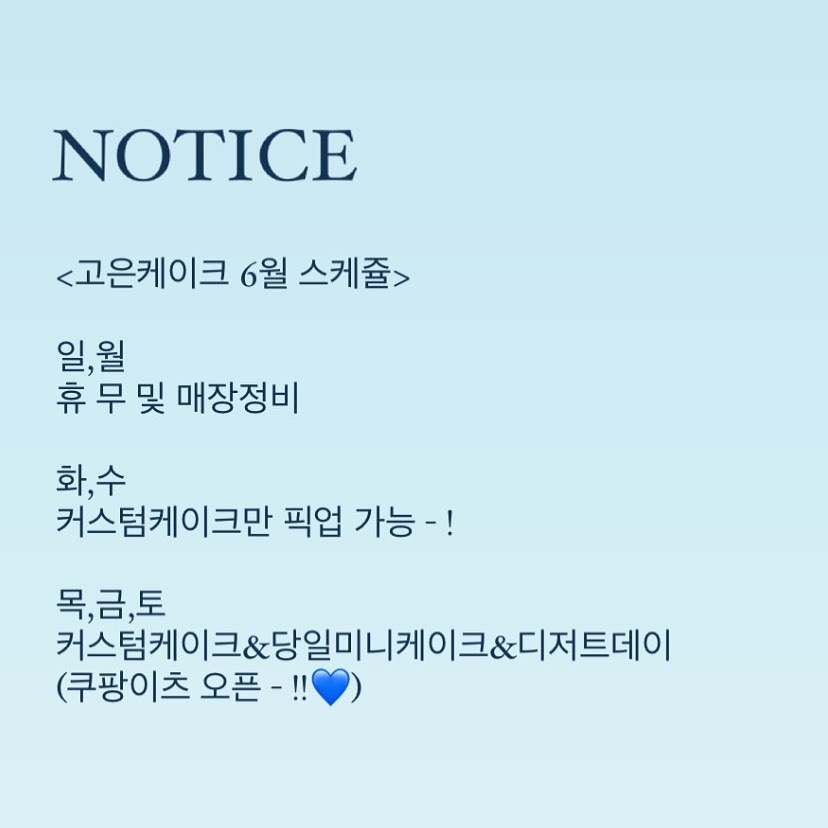 NOTICE
<고은케이크 6월 스케쥴>
일,월
휴 무 및 매장정비
화,수
커스텀케이크만 픽업 가능 - !
목,금,토
커스텀케이크&당일미니케이크&디저트데이
(쿠팡이츠 오픈 - !!💙)